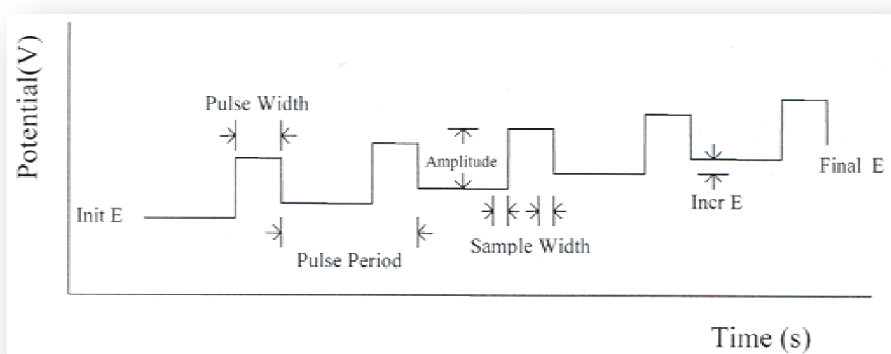 Potential(V)
Pulse Width
Amplitude
Final E
Init E
Incr E
Sample Width
Pulse Period
Time (s)